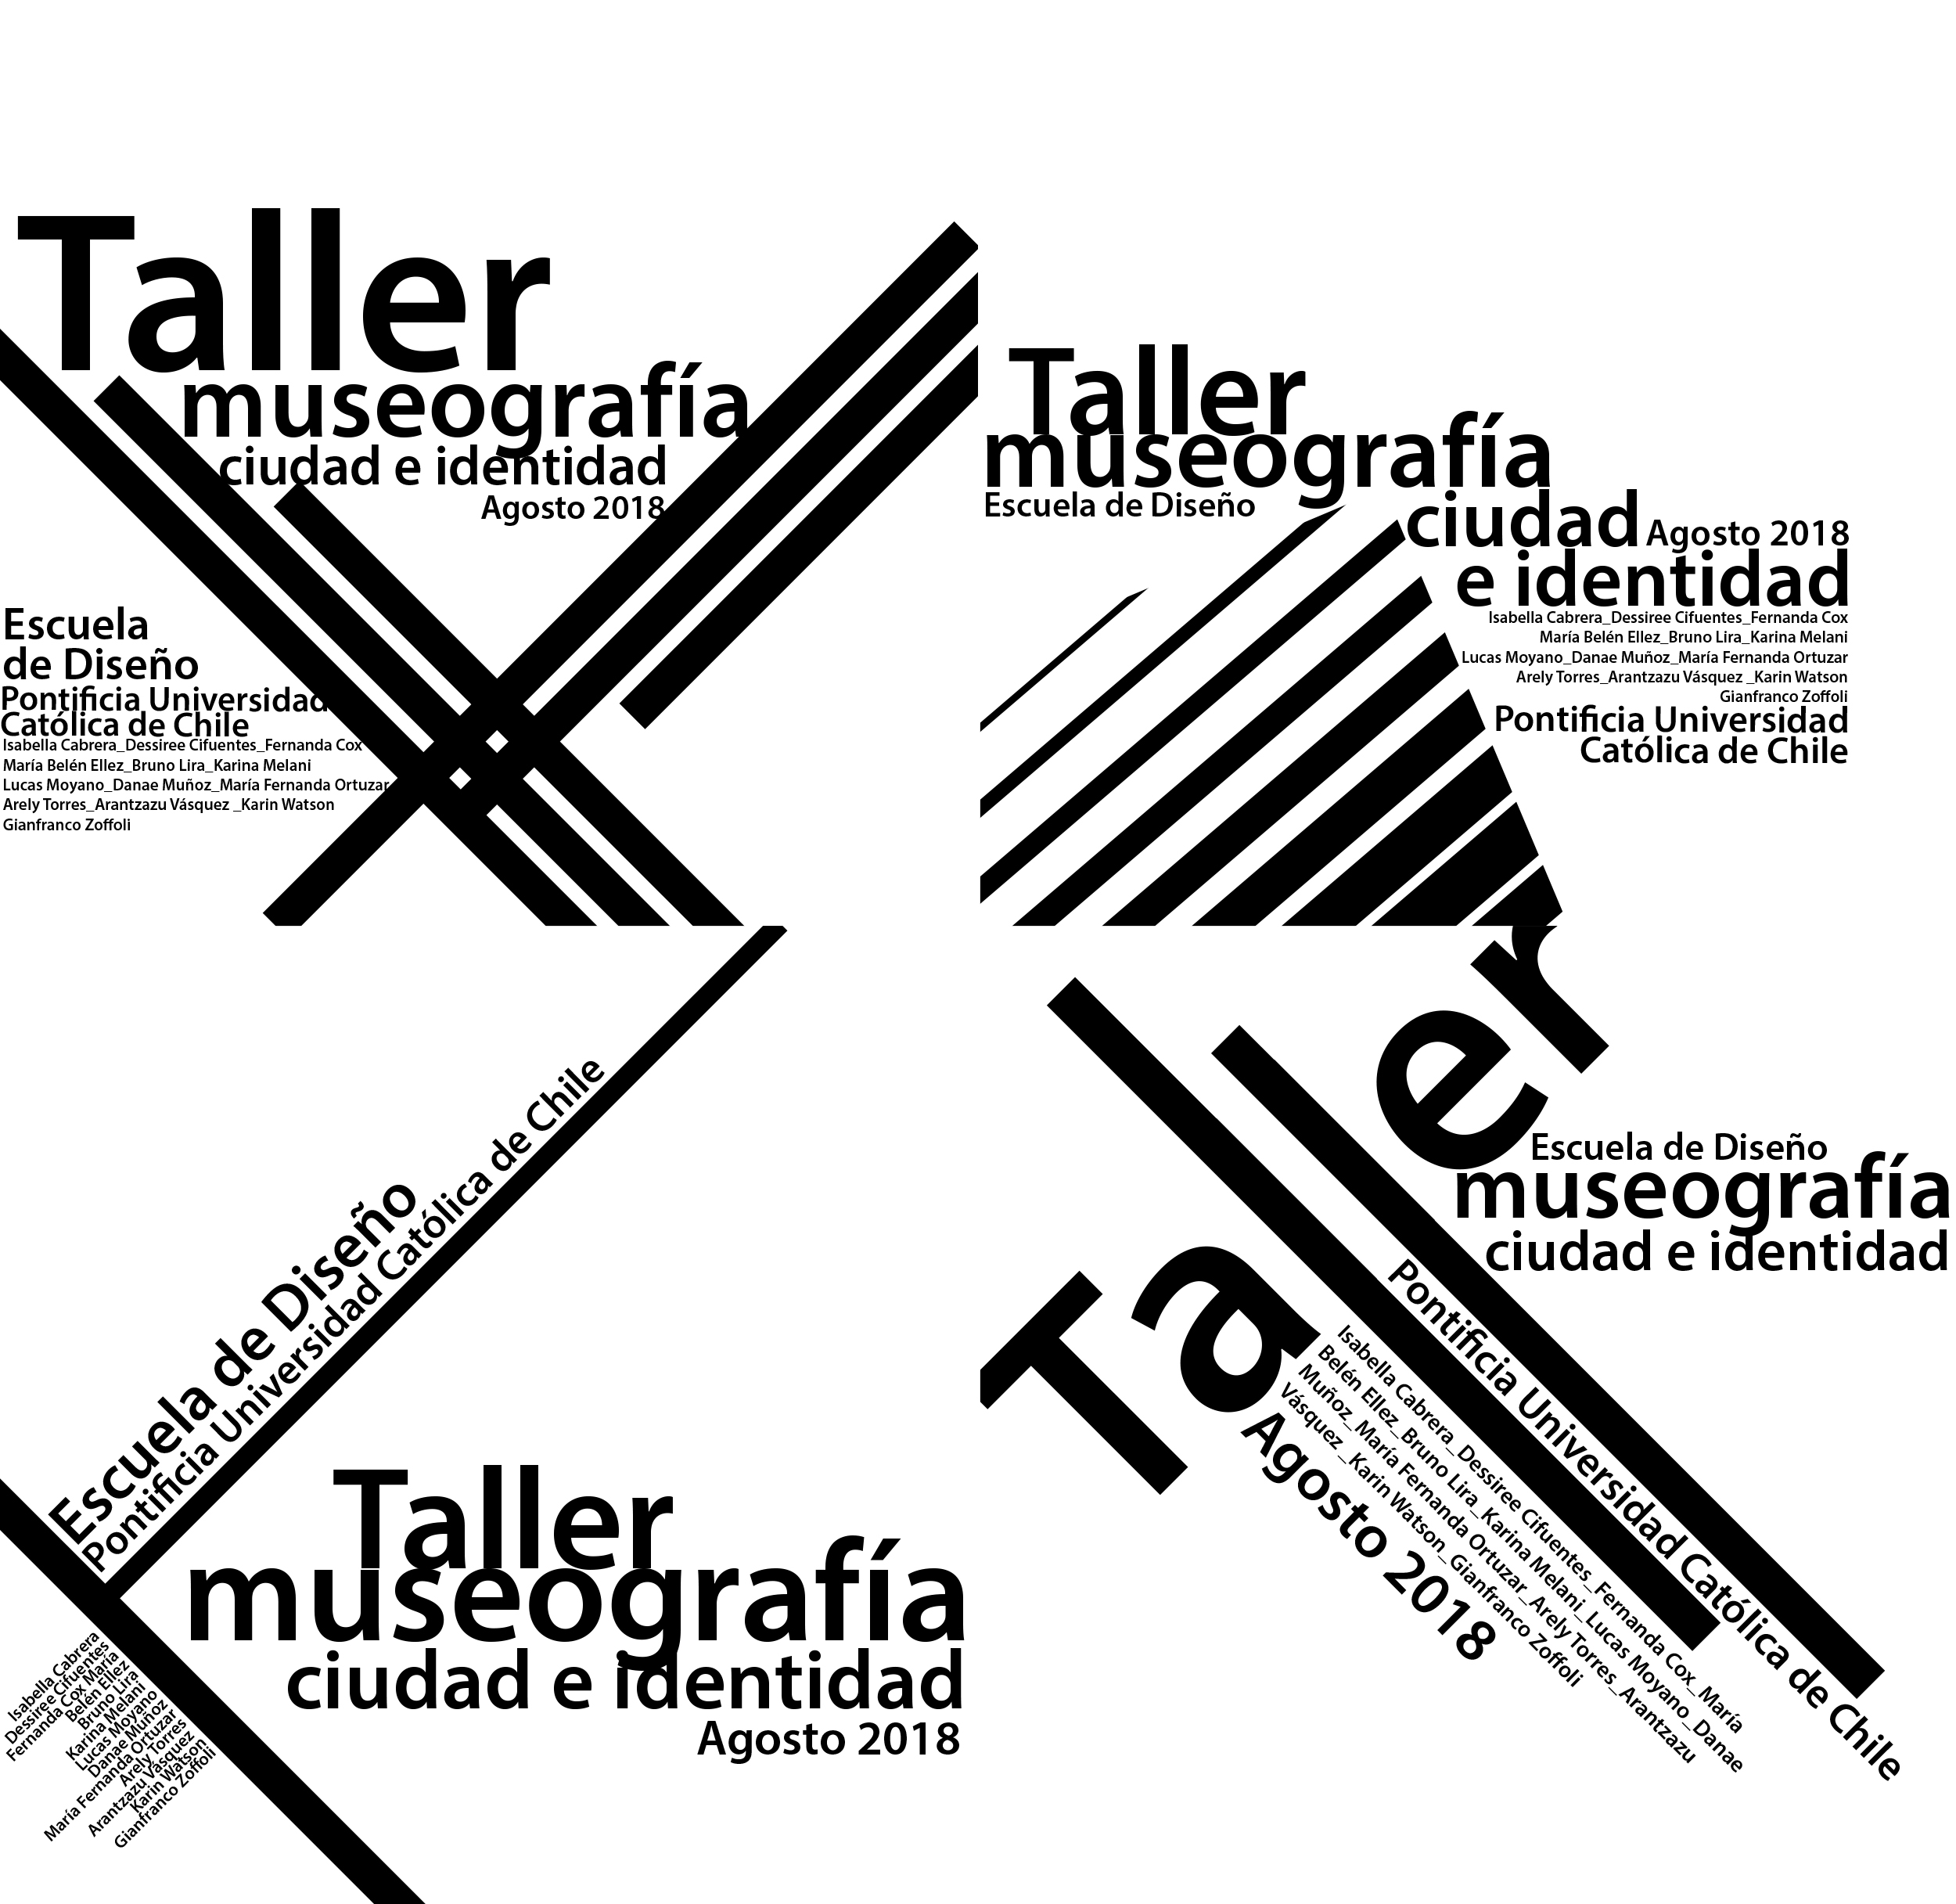 Taller
museografía
ciudad e identidad
Agosto 2018
Escuela
de Diseño
Pontificia Universidad
Católica de Chile
Isabella Cabrera_Dessiree Cifuentes_Fernanda Cox
María Belén Ellez_Bruno Lira_Karina Melani
Lucas Moyano_Danae Muñoz_María Fernanda Ortuzar
Arely Torres_Arantzazu Vásquez _Karin Watson
Gianfranco Zoffoli
Taller
museografía
Escuela de Diseño
ciudad Agosto 2018
e identidad
Isabella Cabrera_Dessiree Cifuentes_Fernanda Cox
María Belén Ellez_Bruno Lira_Karina Melani
Lucas Moyano_Danae Muñoz_María Fernanda Ortuzar
Arely Torres_Arantzazu Vásquez _Karin Watson
Gianfranco Zoffoli
Pontificia Universidad
Católica de Chile
Escuela de Diseño
Pontificia Universidad Católica de Chile
Isabella Cabrera
Dessiree Cifuentes
Fernanda Cox María
Belén Ellez
Bruno Lira
Karina Melani
Lucas Moyano
Danae Muñoz
María Fernanda Ortuzar
Arely Torres
Arantzazu Vásquez
Karin Watson
Gianfranco Zoffoli
Taller
museografía
ciudad e identidad
Agosto 2018
Taller
Escuela de Diseño
museografía
ciudad e identidad
Pontificia Universidad Católica de Chile
Isabella Cabrera_Dessiree Cifuentes_Fernanda Cox_María
Belén Ellez_Bruno Lira_Karina Melani_Lucas Moyano_Danae
Muñoz_María Fernanda Ortuzar_Arely Torres_Arantzazu
Vásquez _Karin Watson_Gianfranco Zoffoli
Agosto 2018